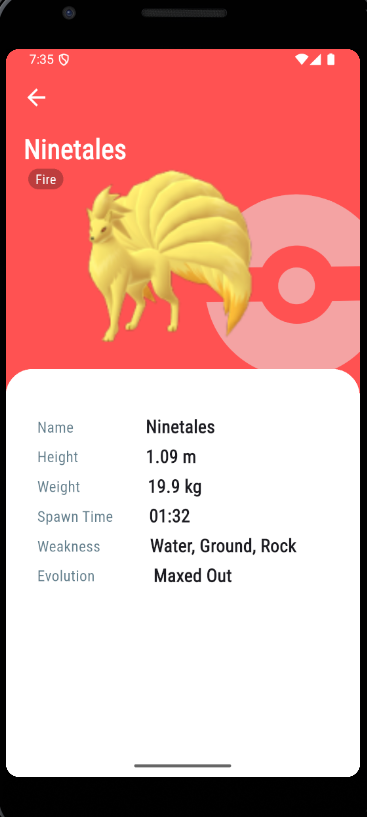 7:35
Ninetales
Fire
Name Ninetales
Height 1.09 m
Weight 19.9 kg
Spawn Time 01:32
Weakness Water, Ground, Rock
Evolution Maxed Out